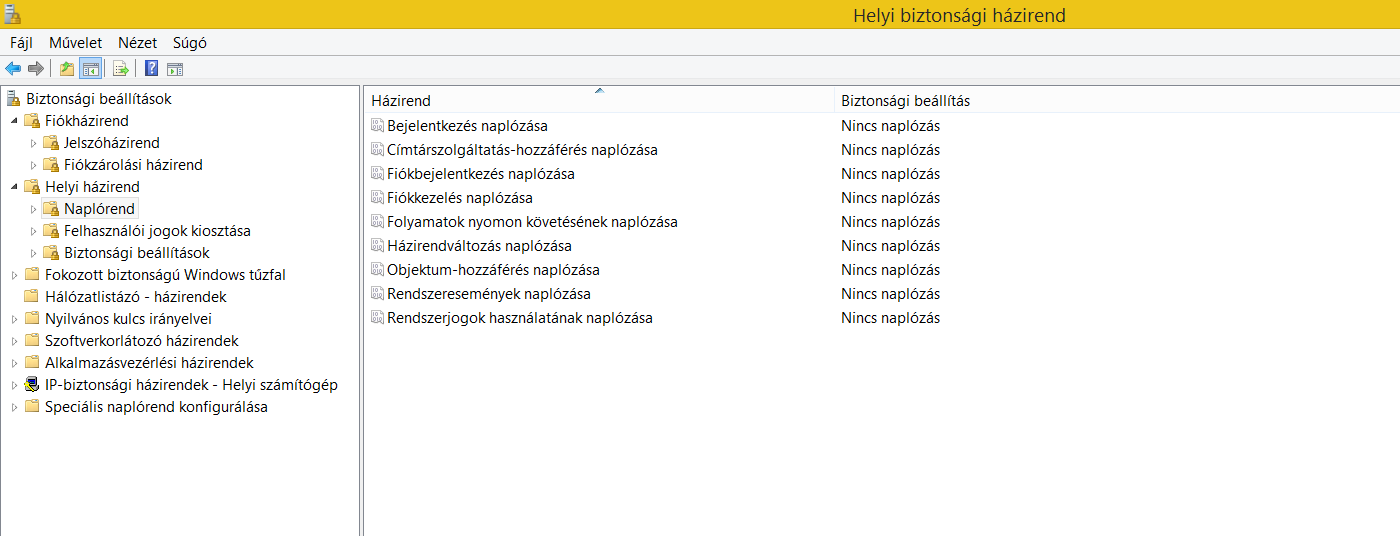 Helyi biztonsági házirend
Fájl Művelet Nézet Súgó
Biztonsági beállítások
Fiókházirend
Jelszóházirend
Fiókzárolási házirend
Helyi házirend
Naplórend
Felhasználói jogok kiosztása
Biztonsági beállítások
Fokozott biztonságú Windows tűzfal
Hálózatlistázó - házirendek
Nyilvános kulcs irányelvei
Szoftverkorlátozó házirendek
Alkalmazásvezérlési házirendek
IP-biztonsági házirendek - Helyi számítógép
Speciális naplórend konfigurálása
Házirend Biztonsági beállítás
Bejelentkezés naplózása Nincs naplózás
Címtárszolgáltatás-hozzáférés naplózása Nincs naplózás
Fiókbejelentkezés naplózása Nincs naplózás
Fiókkezelés naplózása Nincs naplózás
Folyamatok nyomon követésének naplózása Nincs naplózás
Házirendváltozás naplózása Nincs naplózás
Objektum-hozzáférés naplózása Nincs naplózás
Rendszeresemények naplózása Nincs naplózás
Rendszerjogok használatának naplózása Nincs naplózás